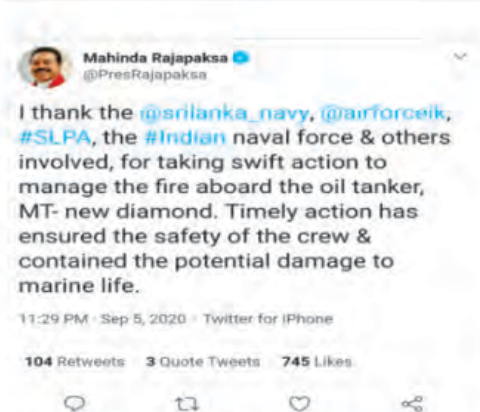 Mahinda Rajapaksa
@PresRajapaksa
I thank the @srilanka_navy, @airforcelk,
#SLPA, the #Indian naval force & others
involved, for taking swift action to
manage the fire aboard the oil tanker,
MT- new diamond. Timely action has
ensured the safety of the crew &
contained the potential damage to
marine life.
11:29 PM · Sep 5, 2020 · Twitter for iPhone
104 Retweets 3 Quote Tweets 745 Likes